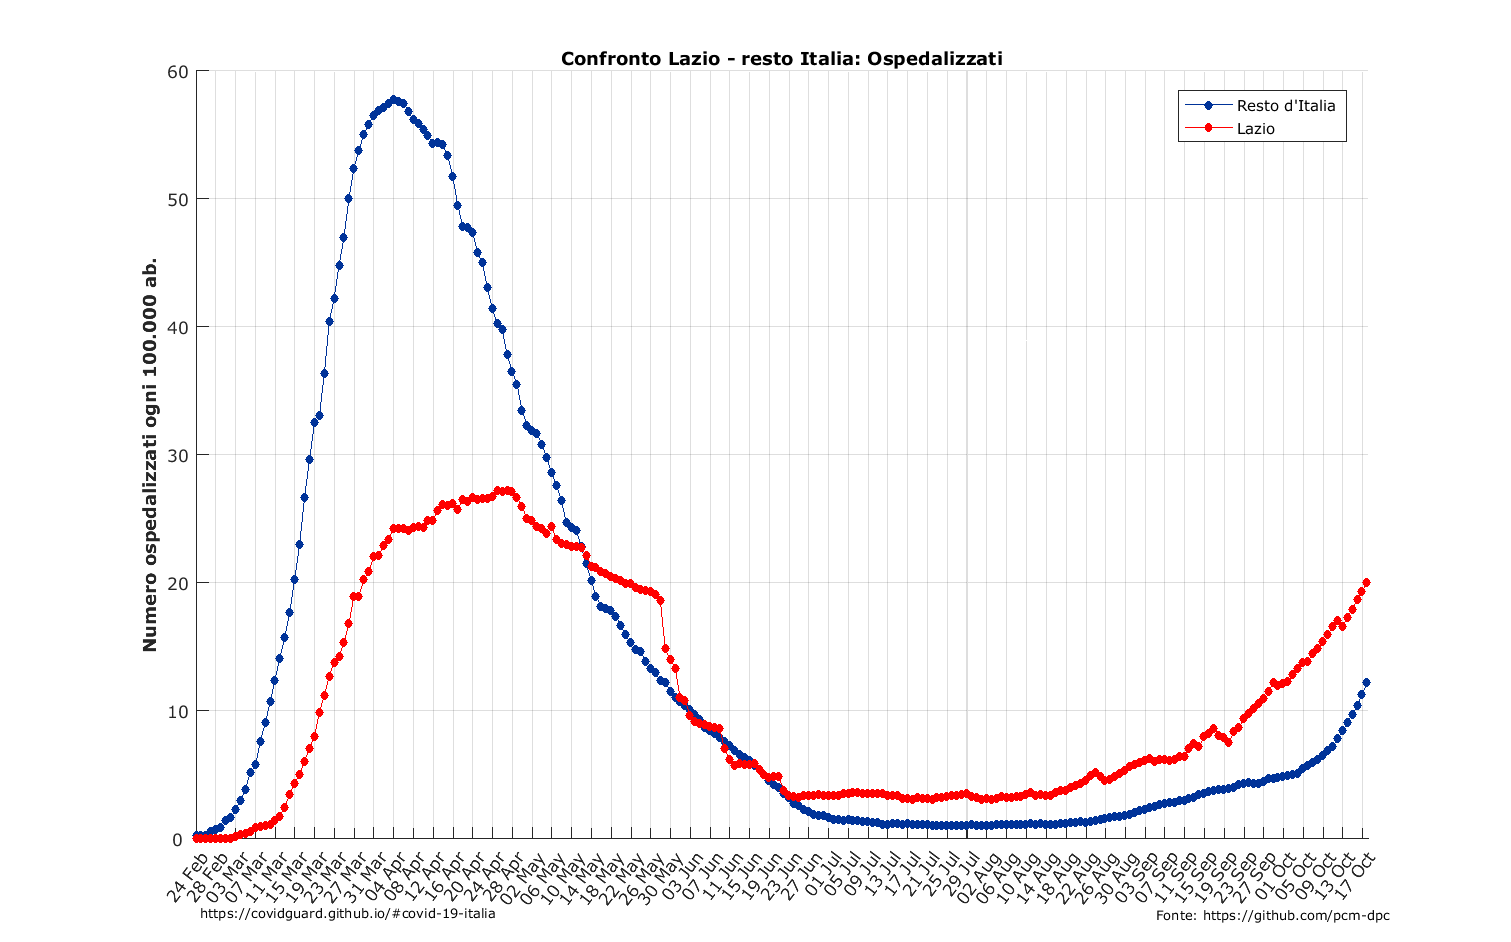 Confronto Lazio - resto Italia: Ospedalizzati
Resto d'Italia
Lazio
Numero ospedalizzati ogni 100.000 ab.
60
50
40
30
20
10
0
24 Feb
28 Feb
03 Mar
07 Mar
11 Mar
15 Mar
19 Mar
23 Mar
27 Mar
31 Mar
04 Apr
08 Apr
12 Apr
16 Apr
20 Apr
24 Apr
28 Apr
02 May
06 May
10 May
14 May
18 May
22 May
26 May
30 May
03 Jun
07 Jun
11 Jun
15 Jun
19 Jun
23 Jun
27 Jun
01 Jul
05 Jul
09 Jul
13 Jul
17 Jul
21 Jul
25 Jul
29 Jul
02 Aug
06 Aug
10 Aug
14 Aug
18 Aug
22 Aug
26 Aug
30 Aug
03 Sep
07 Sep
11 Sep
15 Sep
19 Sep
23 Sep
27 Sep
01 Oct
05 Oct
09 Oct
13 Oct
17 Oct
https://covidguard.github.io/#covid-19-italia
Fonte: https://github.com/pcm-dpc